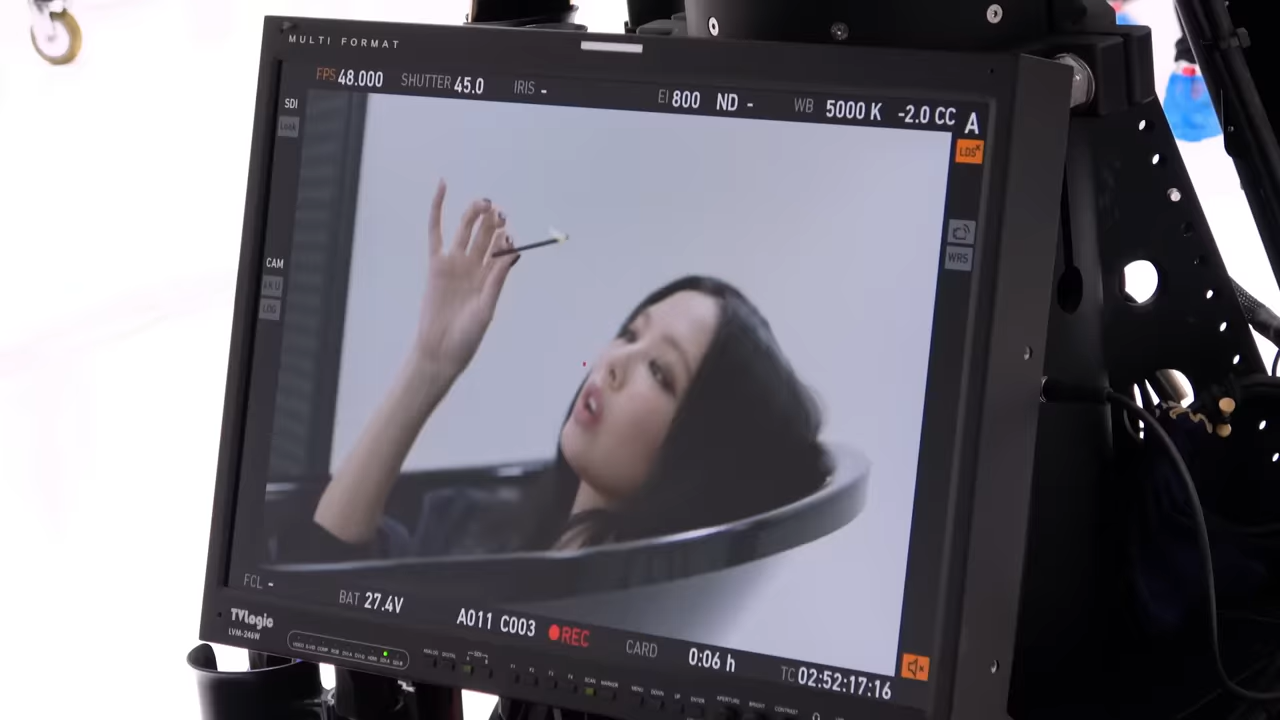 MULTI FORMAT
FPS 48.000 SHUTTER 45.0 IRIS - EI 800 ND - WB 5000 K -2.0 CC A
SDI
Look
LDS
CAM
LOG
WRS
FCL -
BAT 27.4V
A011 C003 REC CARD 0:06 h TC 02:52:17:16
TVlogic
LVM-246W